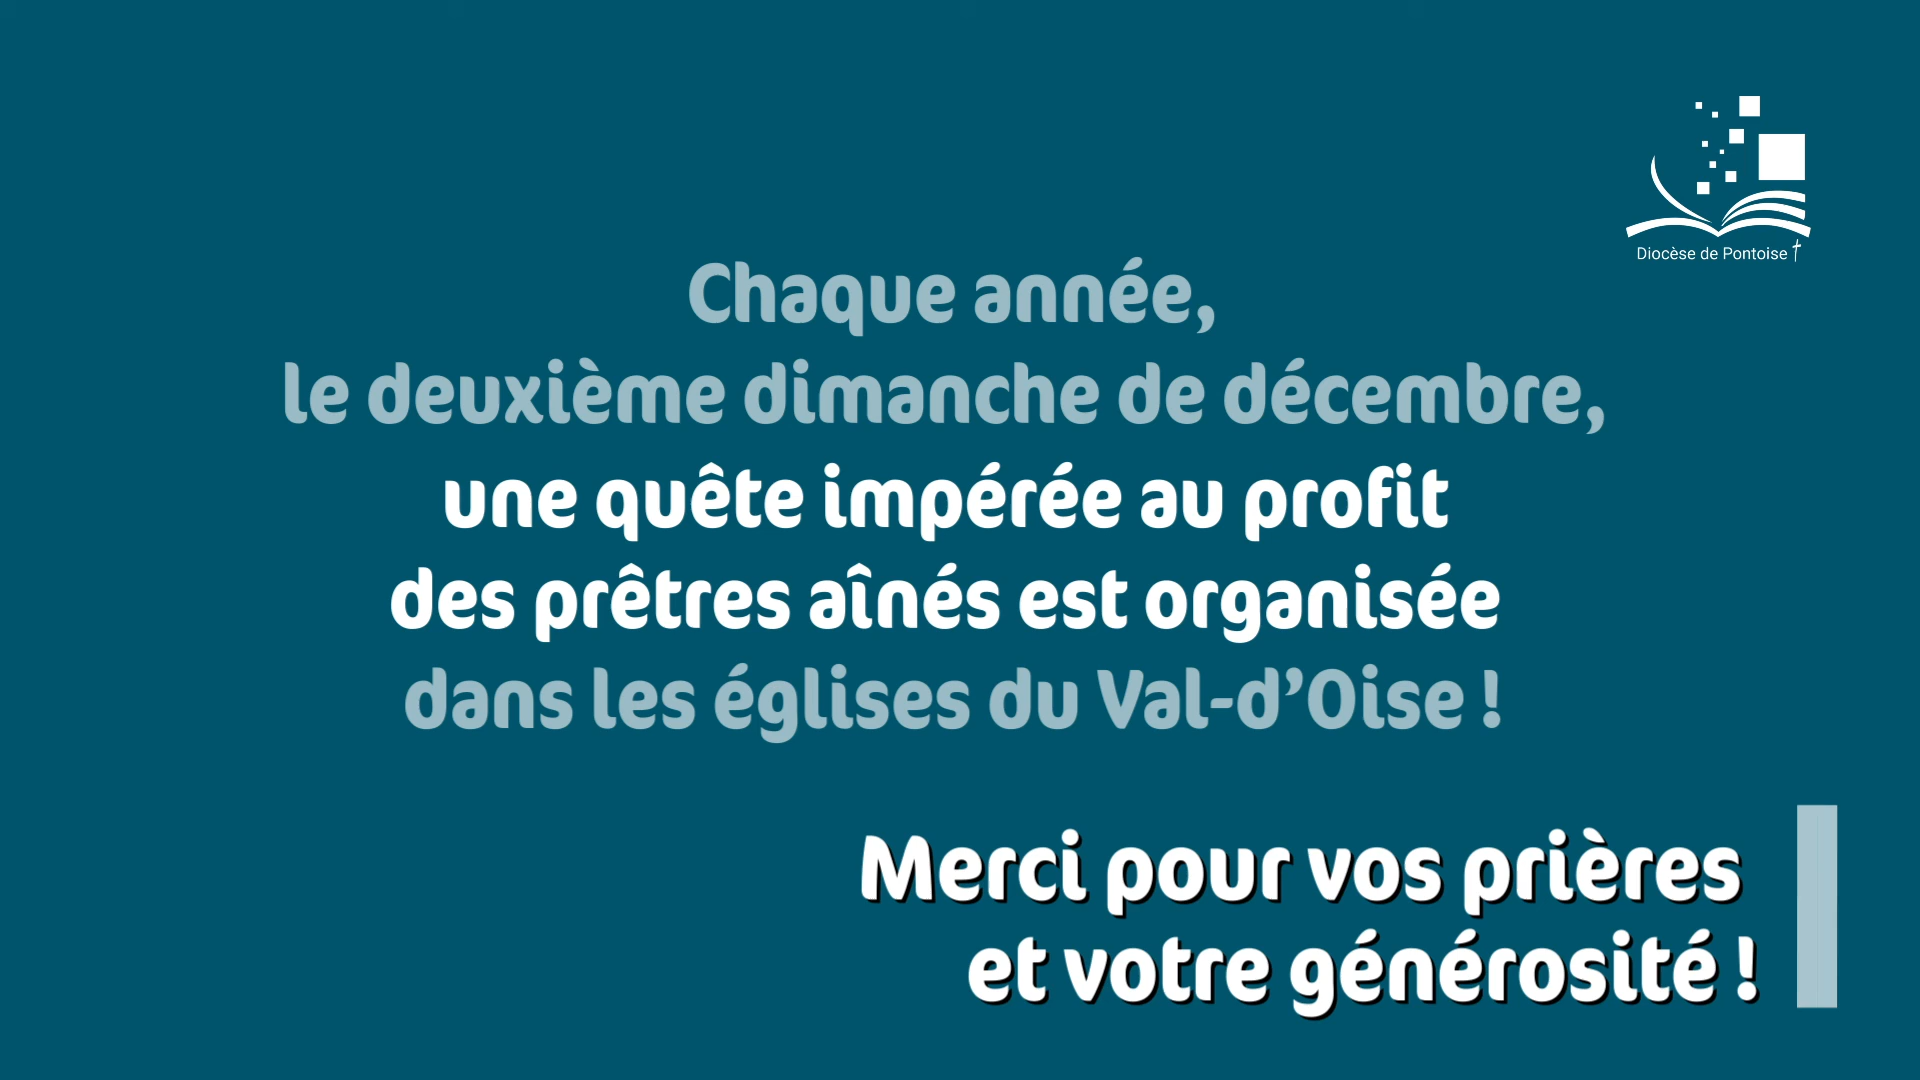 Diocèse de Pontoise
Chaque année,
le deuxième dimanche de décembre,
une quête impérée au profit
des prêtres aînés est organisée
dans les églises du Val-d’Oise !
Merci pour vos prières
et votre générosité !